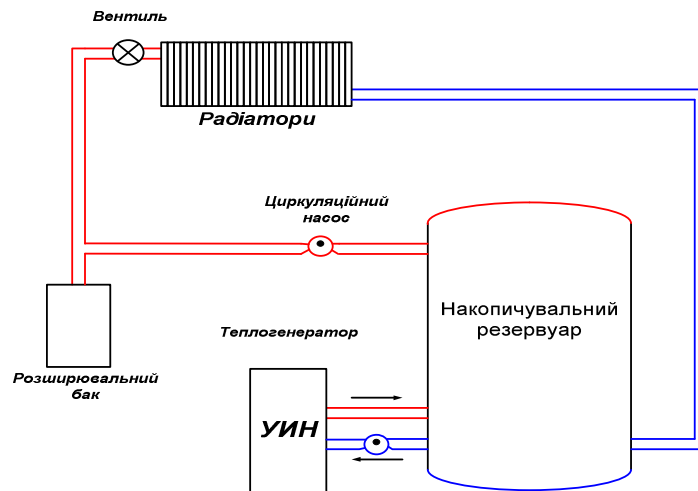 Вентиль
Радіатори
Циркуляційний
насос
Накопичувальний
резервуар
Теплогенератор
Розширювальний
бак
УИН